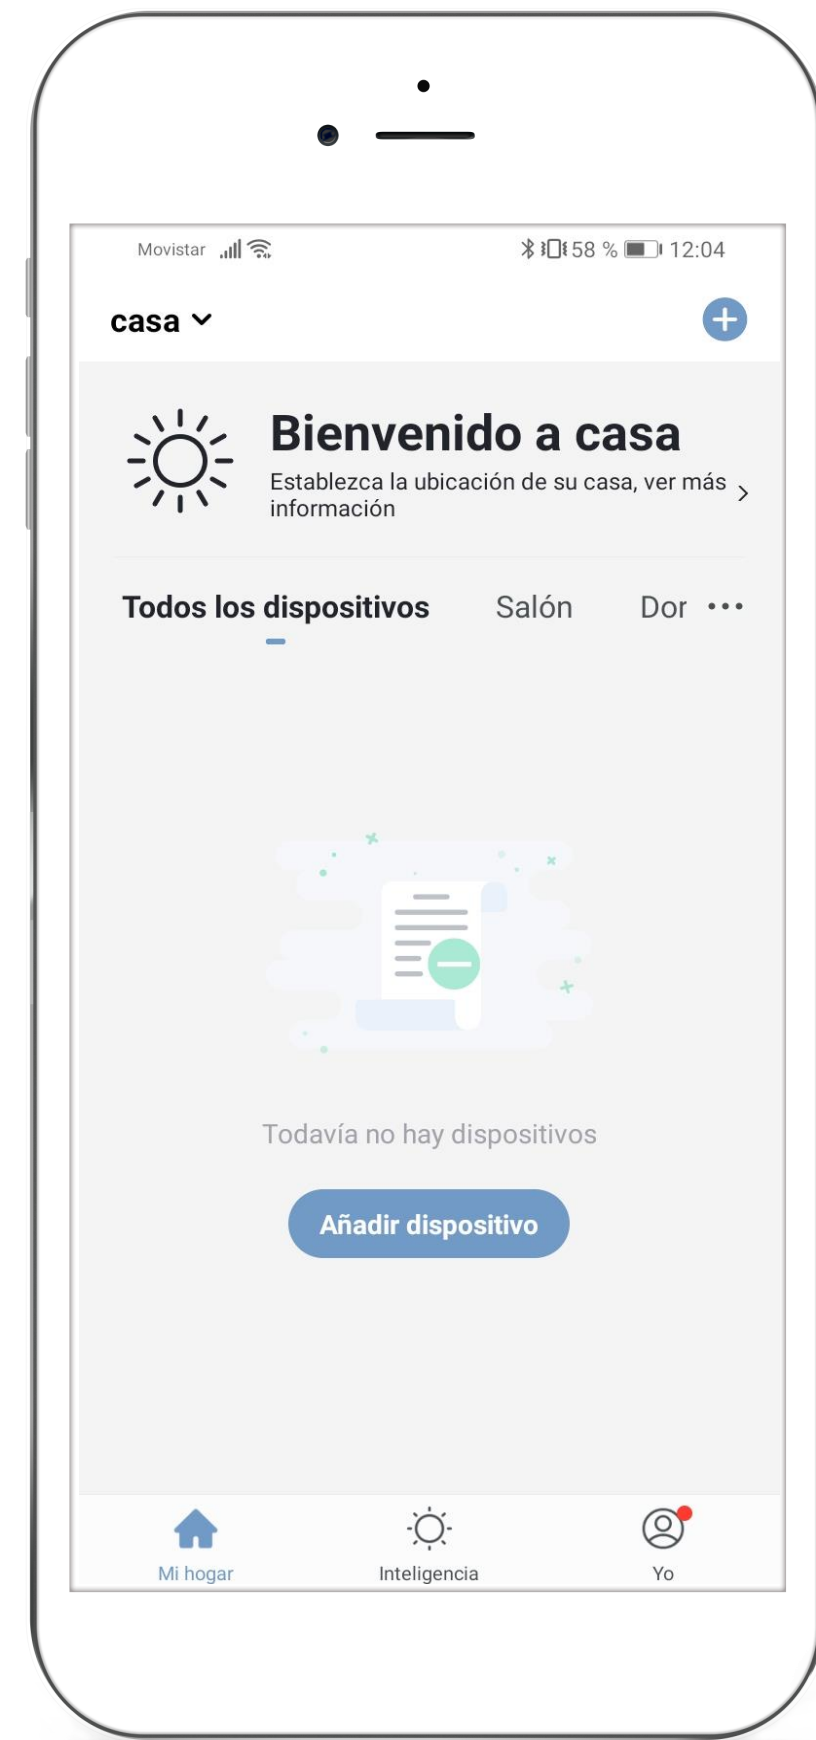 Movistar 58 % 12:04
casa
Bienvenido a casa
Establezca la ubicación de su casa, ver más
información
Todos los dispositivos Salón Dor ···
Todavía no hay dispositivos
Añadir dispositivo
Mi hogar Inteligencia Yo